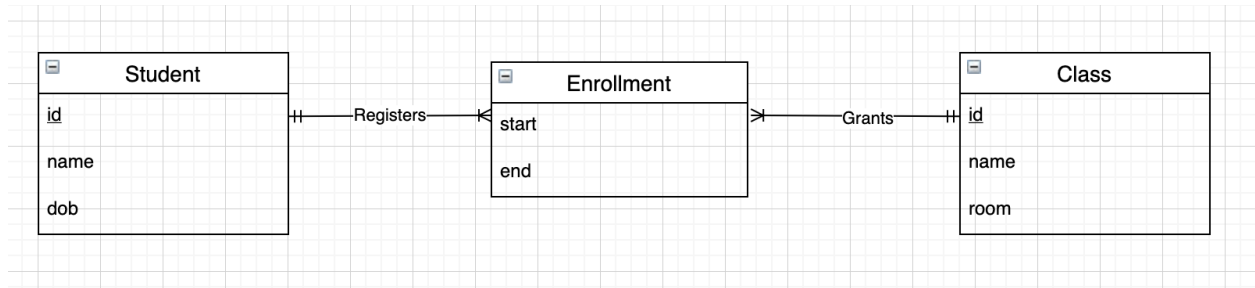 Student
id
name
dob
Registers
Enrollment
start
end
Grants
Class
id
name
room